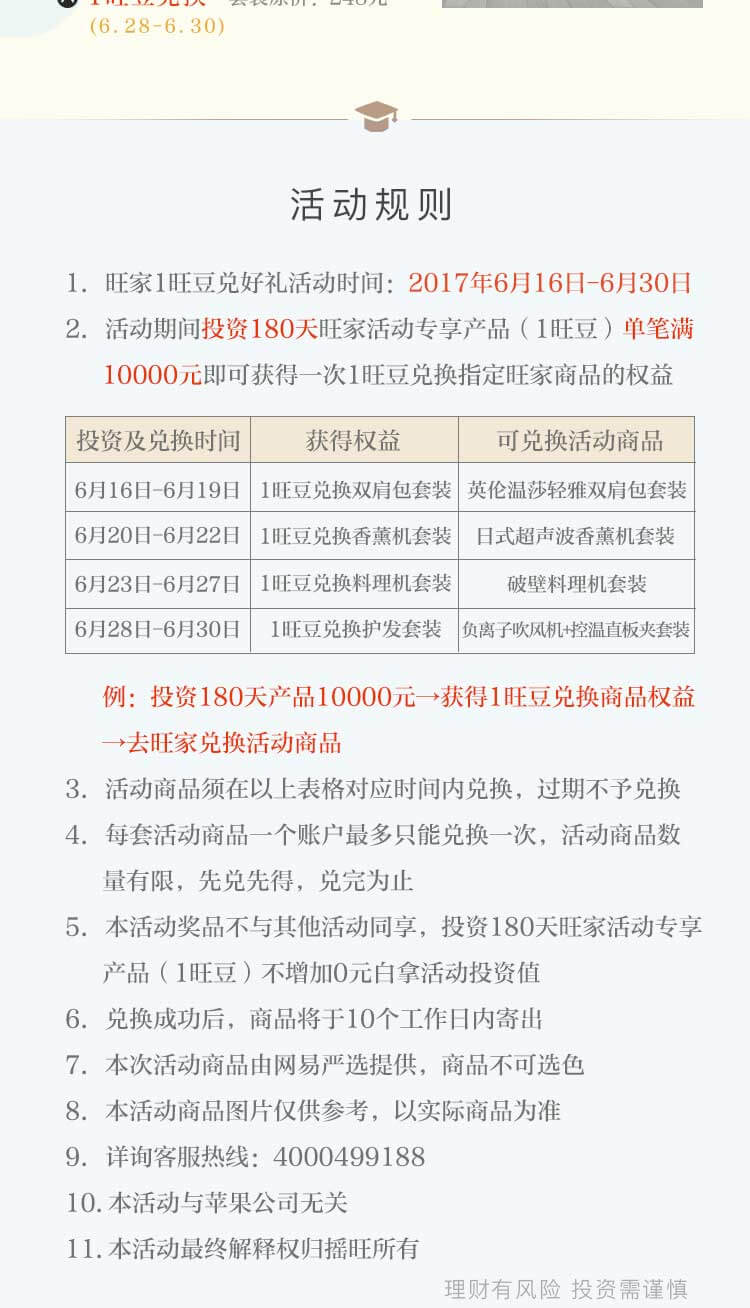 (6.28-6.30)
活动规则
1. 旺家1旺豆兑好礼活动时间：2017年6月16日-6月30日
2. 活动期间投资180天旺家活动专享产品（1旺豆）单笔满
10000元即可获得一次1旺豆兑换指定旺家商品的权益
投资及兑换时间 获得权益 可兑换活动商品
6月16日-6月19日 1旺豆兑换双肩包套装 英伦温莎轻雅双肩包套装
6月20日-6月22日 1旺豆兑换香薰机套装 日式超声波香薰机套装
6月23日-6月27日 1旺豆兑换料理机套装 破壁料理机套装
6月28日-6月30日 1旺豆兑换护发套装 负离子吹风机+控温直板夹套装
例：投资180天产品10000元→获得1旺豆兑换商品权益
→去旺家兑换活动商品
3. 活动商品须在以上表格对应时间内兑换，过期不予兑换
4. 每套活动商品一个账户最多只能兑换一次，活动商品数
量有限，先兑先得，兑完为止
5. 本活动奖品不与其他活动同享，投资180天旺家活动专享
产品（1旺豆）不增加0元白拿活动投资值
6. 兑换成功后，商品将于10个工作日内寄出
7. 本次活动商品由网易严选提供，商品不可选色
8. 本活动商品图片仅供参考，以实际商品为准
9. 详询客服热线：4000499188
10. 本活动与苹果公司无关
11. 本活动最终解释权归摇旺所有
理财有风险 投资需谨慎